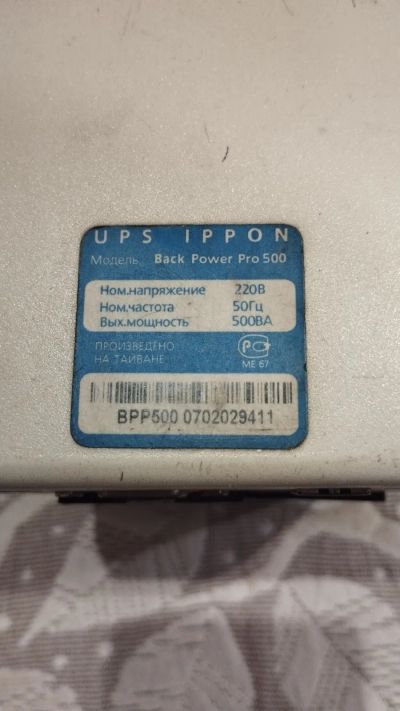 UPS IPPON
Модель Back Power Pro 500
Ном.напряжение 220В
Ном.частота 50Гц
Вых.мощность 500ВА
ПРОИЗВЕДЕНО
НА ТАЙВАНЕ
РСТ
МЕ 67
BPP500 0702029411